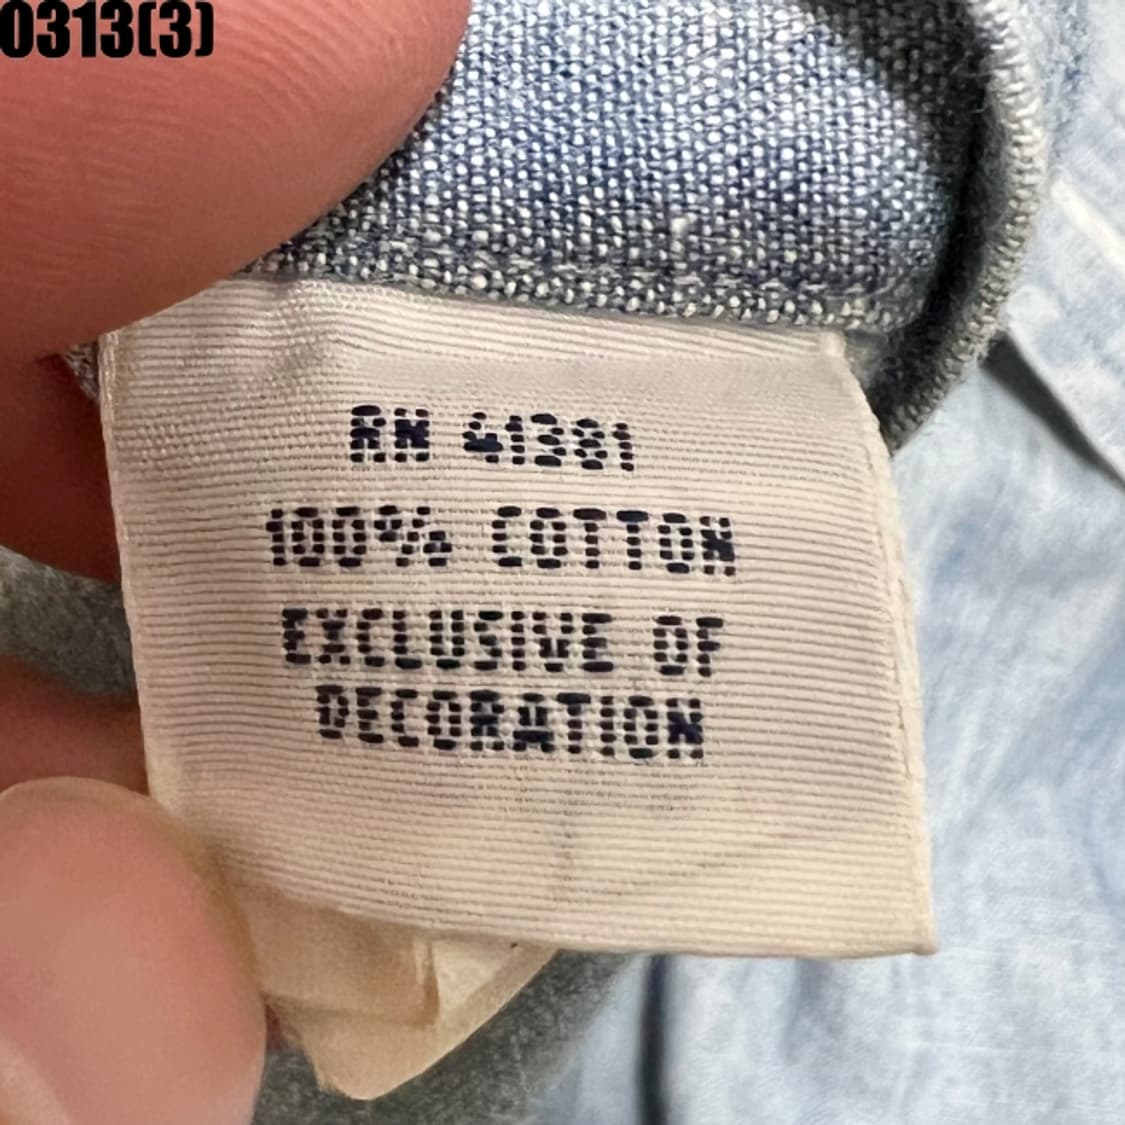 0313(3)
RN 41381
100% COTTON
EXCLUSIVE OF
DECORATION